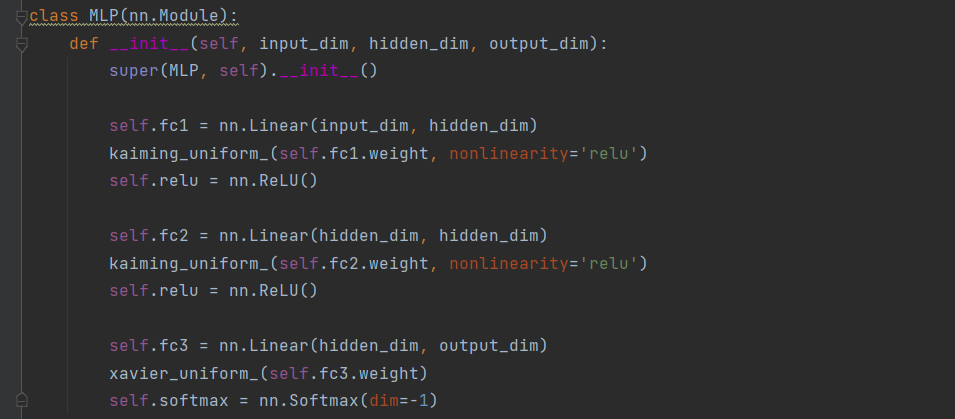 class MLP(nn.Module):
    def __init__(self, input_dim, hidden_dim, output_dim):
        super(MLP, self).__init__()
        self.fc1 = nn.Linear(input_dim, hidden_dim)
        kaiming_uniform_(self.fc1.weight, nonlinearity='relu')
        self.relu = nn.ReLU()
        self.fc2 = nn.Linear(hidden_dim, hidden_dim)
        kaiming_uniform_(self.fc2.weight, nonlinearity='relu')
        self.relu = nn.ReLU()
        self.fc3 = nn.Linear(hidden_dim, output_dim)
        xavier_uniform_(self.fc3.weight)
        self.softmax = nn.Softmax(dim=-1)